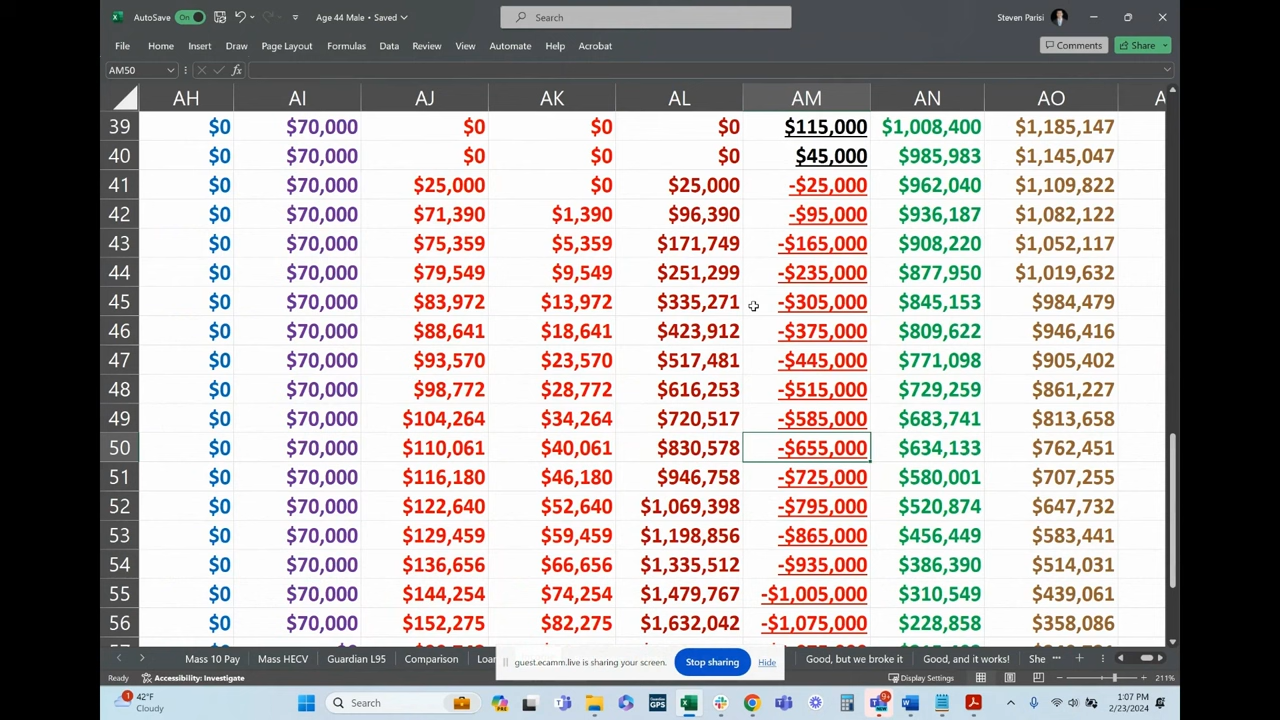 AutoSave On Age 44 Male • Saved Search Steven Parisi
File Home Insert Draw Page Layout Formulas Data Review View Automate Help Acrobat Comments Share
AM50 fx
AH AI AJ AK AL AM AN AO A
39 $0 $70,000 $0 $0 $0 $115,000 $1,008,400 $1,185,147
40 $0 $70,000 $0 $0 $0 $45,000 $985,983 $1,145,047
41 $0 $70,000 $25,000 $0 $25,000 -$25,000 $962,040 $1,109,822
42 $0 $70,000 $71,390 $1,390 $96,390 -$95,000 $936,187 $1,082,122
43 $0 $70,000 $75,359 $5,359 $171,749 -$165,000 $908,220 $1,052,117
44 $0 $70,000 $79,549 $9,549 $251,299 -$235,000 $877,950 $1,019,632
45 $0 $70,000 $83,972 $13,972 $335,271 -$305,000 $845,153 $984,479
46 $0 $70,000 $88,641 $18,641 $423,912 -$375,000 $809,622 $946,416
47 $0 $70,000 $93,570 $23,570 $517,481 -$445,000 $771,098 $905,402
48 $0 $70,000 $98,772 $28,772 $616,253 -$515,000 $729,259 $861,227
49 $0 $70,000 $104,264 $34,264 $720,517 -$585,000 $683,741 $813,658
50 $0 $70,000 $110,061 $40,061 $830,578 -$655,000 $634,133 $762,451
51 $0 $70,000 $116,180 $46,180 $946,758 -$725,000 $580,001 $707,255
52 $0 $70,000 $122,640 $52,640 $1,069,398 -$795,000 $520,874 $647,732
53 $0 $70,000 $129,459 $59,459 $1,198,856 -$865,000 $456,449 $583,441
54 $0 $70,000 $136,656 $66,656 $1,335,512 -$935,000 $386,390 $514,031
55 $0 $70,000 $144,254 $74,254 $1,479,767 -$1,005,000 $310,549 $439,061
56 $0 $70,000 $152,275 $82,275 $1,632,042 -$1,075,000 $228,858 $358,086
Mass 10 Pay Mass HECV Guardian L95 Comparison Loan guest.ecamm.live is sharing your screen. Stop sharing Hide Good, but we broke it Good, and it works! She
Ready Accessibility: Investigate Display Settings 211%
42°F
Cloudy
Search
Guardian GPS
1:07 PM
2/23/2024